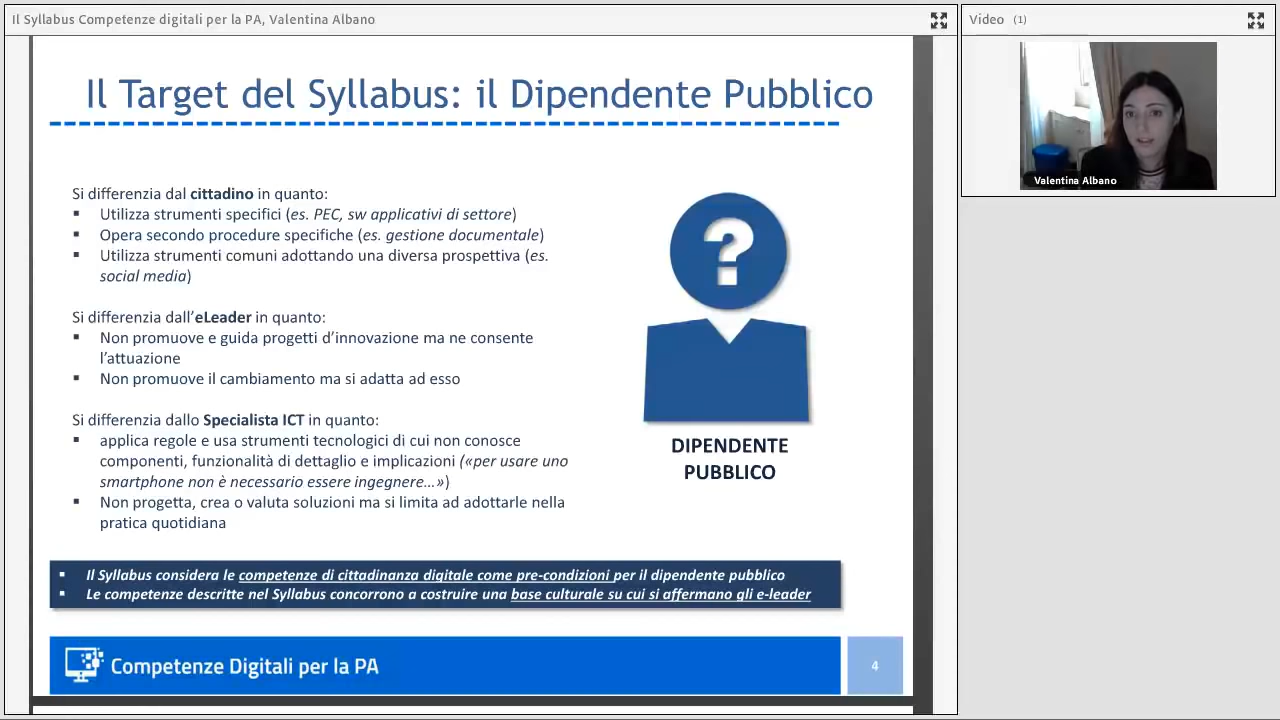 Il Syllabus Competenze digitali per la PA, Valentina Albano
Video (1)
Valentina Albano
Il Target del Syllabus: il Dipendente Pubblico
Si differenzia dal cittadino in quanto:
▪ Utilizza strumenti specifici (es. PEC, sw applicativi di settore)
▪ Opera secondo procedure specifiche (es. gestione documentale)
▪ Utilizza strumenti comuni adottando una diversa prospettiva (es.
social media)
Si differenzia dall’eLeader in quanto:
▪ Non promuove e guida progetti d’innovazione ma ne consente
l’attuazione
▪ Non promuove il cambiamento ma si adatta ad esso
Si differenzia dallo Specialista ICT in quanto:
▪ applica regole e usa strumenti tecnologici di cui non conosce
componenti, funzionalità di dettaglio e implicazioni («per usare uno
smartphone non è necessario essere ingegnere…»)
▪ Non progetta, crea o valuta soluzioni ma si limita ad adottarle nella
pratica quotidiana
?
DIPENDENTE
PUBBLICO
▪ Il Syllabus considera le competenze di cittadinanza digitale come pre-condizioni per il dipendente pubblico
▪ Le competenze descritte nel Syllabus concorrono a costruire una base culturale su cui si affermano gli e-leader
Competenze Digitali per la PA
4